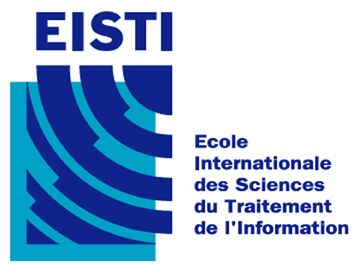 EISTI
Ecole
Internationale
des Sciences
du Traitement
de l'Information